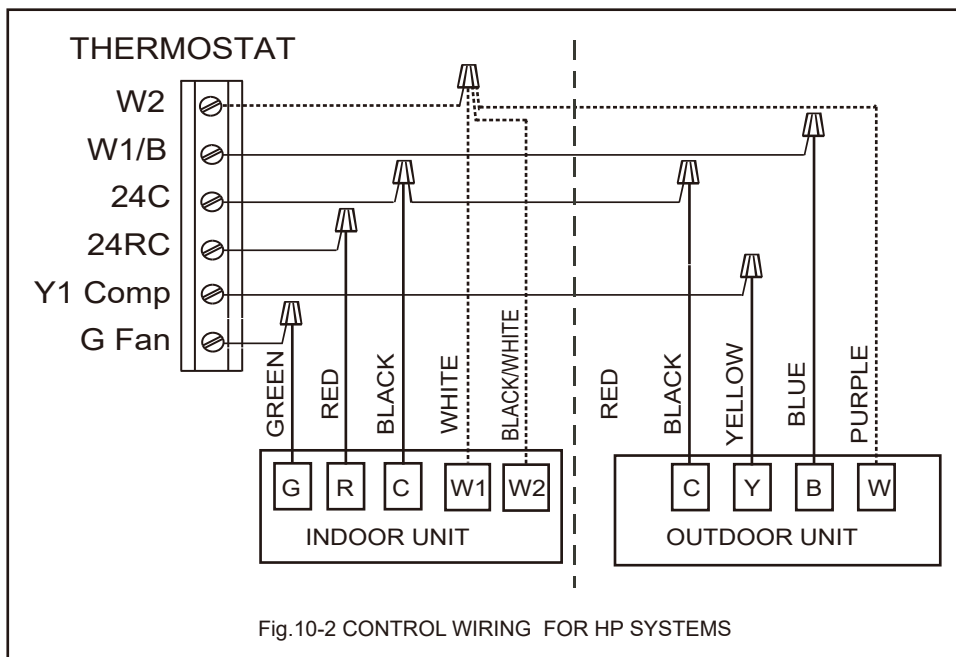 THERMOSTAT
W2
W1/B
24C
24RC
Y1 Comp
G Fan
GREEN
RED
BLACK
WHITE
BLACK/WHITE
RED
BLACK
YELLOW
BLUE
PURPLE
G R C W1 W2
INDOOR UNIT
C Y B W
OUTDOOR UNIT
Fig.10-2 CONTROL WIRING FOR HP SYSTEMS